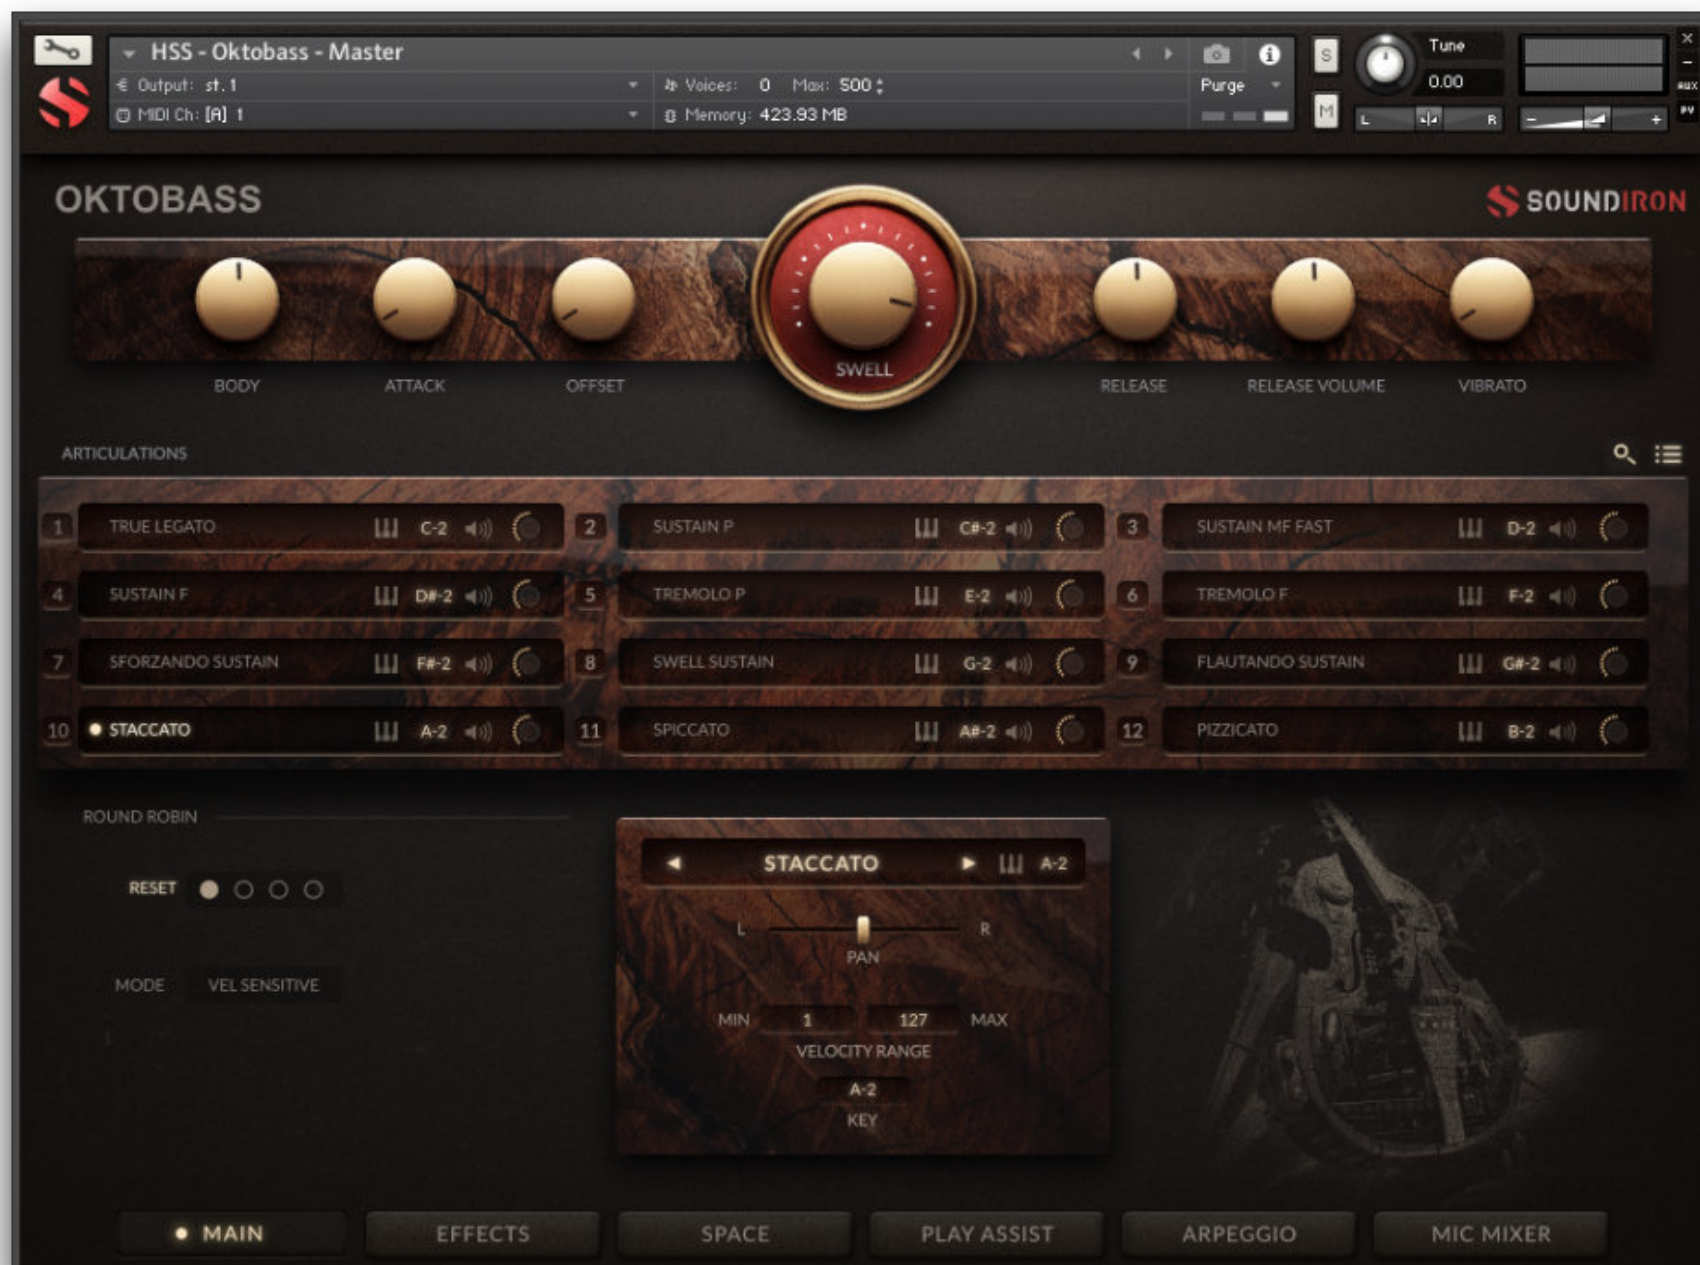 HSS - Oktobass - Master
Output: st.1
Voices: 0 Max: 500
Purge
MIDI Ch: [A] 1
Memory: 423.93 MB
S
M
Tune
0.00
L R
- +
x
-
AUX
PV
OKTOBASS
SOUNDIRON
SWELL
BODY ATTACK OFFSET RELEASE RELEASE VOLUME VIBRATO
ARTICULATIONS
1 TRUE LEGATO C-2 2 SUSTAIN P C#-2 3 SUSTAIN MF FAST D-2
4 SUSTAIN F D#-2 5 TREMOLO P E-2 6 TREMOLO F F-2
7 SFORZANDO SUSTAIN F#-2 8 SWELL SUSTAIN G-2 9 FLAUTANDO SUSTAIN G#-2
10 STACCATO A-2 11 SPICCATO A#-2 12 PIZZICATO B-2
ROUND ROBIN
RESET
MODE VEL SENSITIVE
STACCATO A-2
L R
PAN
MIN 1 127 MAX
VELOCITY RANGE
A-2
KEY
MAIN EFFECTS SPACE PLAY ASSIST ARPEGGIO MIC MIXER